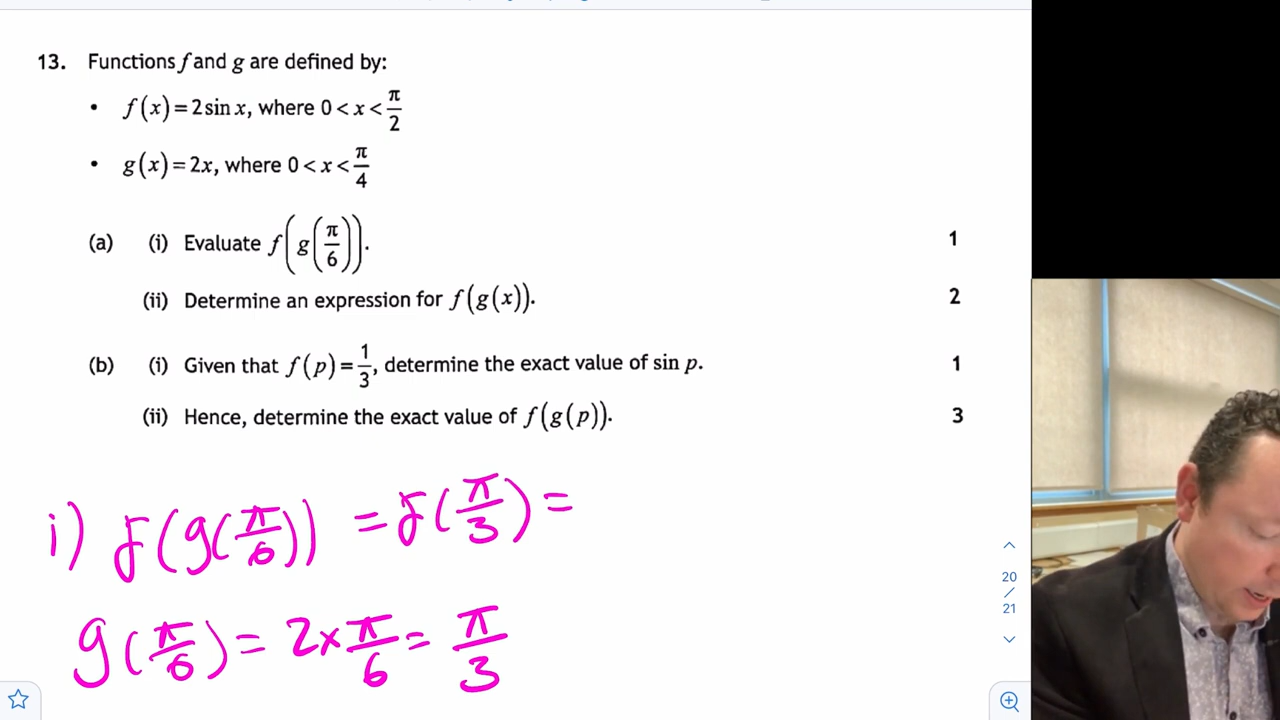 13. Functions f and g are defined by:
• f(x) = 2 sin x, where 0 < x < π/2
• g(x) = 2x, where 0 < x < π/4
(a) (i) Evaluate f(g(π/6)). 1
(ii) Determine an expression for f(g(x)). 2
(b) (i) Given that f(p) = 1/3, determine the exact value of sin p. 1
(ii) Hence, determine the exact value of f(g(p)). 3
i) f(g(π/6)) = f(π/3) =
g(π/6) = 2 × π/6 = π/3
20
/
21